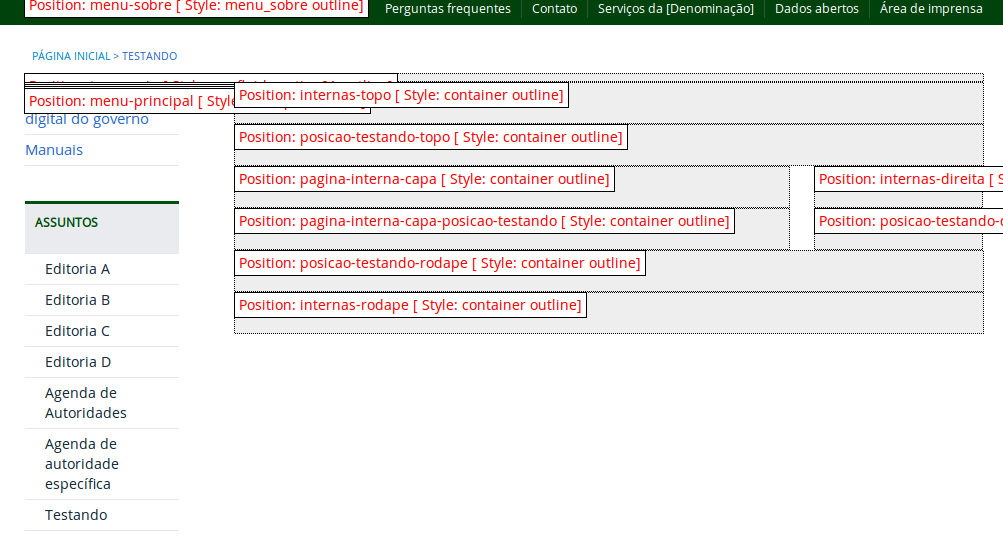 Position: menu-sobre [ Style: menu_sobre outline]
Perguntas frequentes
Contato
Serviços da [Denominação]
Dados abertos
Área de imprensa
PÁGINA INICIAL > TESTANDO
Position: menu-principal [ Style:
Position: internas-topo [ Style: container outline]
digital do governo
Position: posicao-testando-topo [ Style: container outline]
Manuais
Position: pagina-interna-capa [ Style: container outline]
Position: internas-direita [
Position: pagina-interna-capa-posicao-testando [ Style: container outline]
Position:
Position: posicao-testando-rodape [ Style: container outline]
Position: internas-rodape [ Style: container outline]
ASSUNTOS
Editoria A
Editoria B
Editoria C
Editoria D
Agenda de
Autoridades
Agenda de
autoridade
específica
Testando